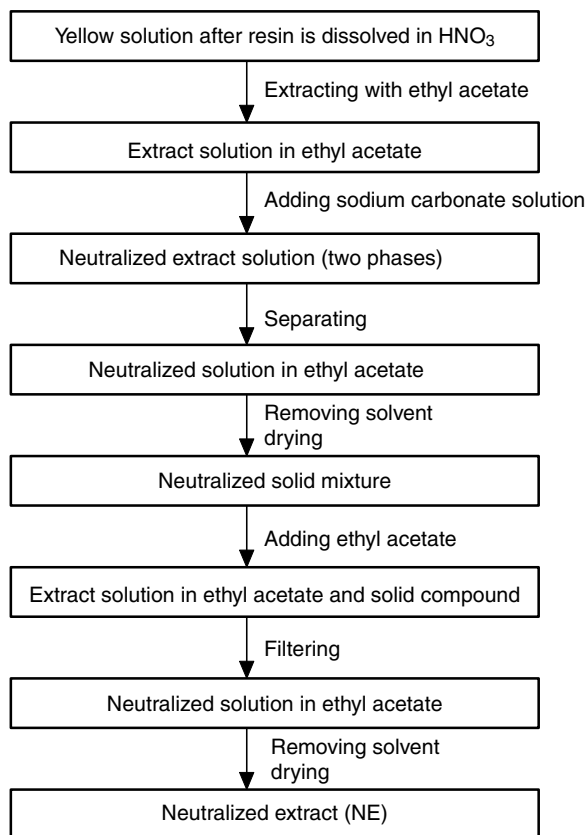 Yellow solution after resin is dissolved in HNO₃
Extracting with ethyl acetate
Extract solution in ethyl acetate
Adding sodium carbonate solution
Neutralized extract solution (two phases)
Separating
Neutralized solution in ethyl acetate
Removing solvent
drying
Neutralized solid mixture
Adding ethyl acetate
Extract solution in ethyl acetate and solid compound
Filtering
Neutralized solution in ethyl acetate
Removing solvent
drying
Neutralized extract (NE)